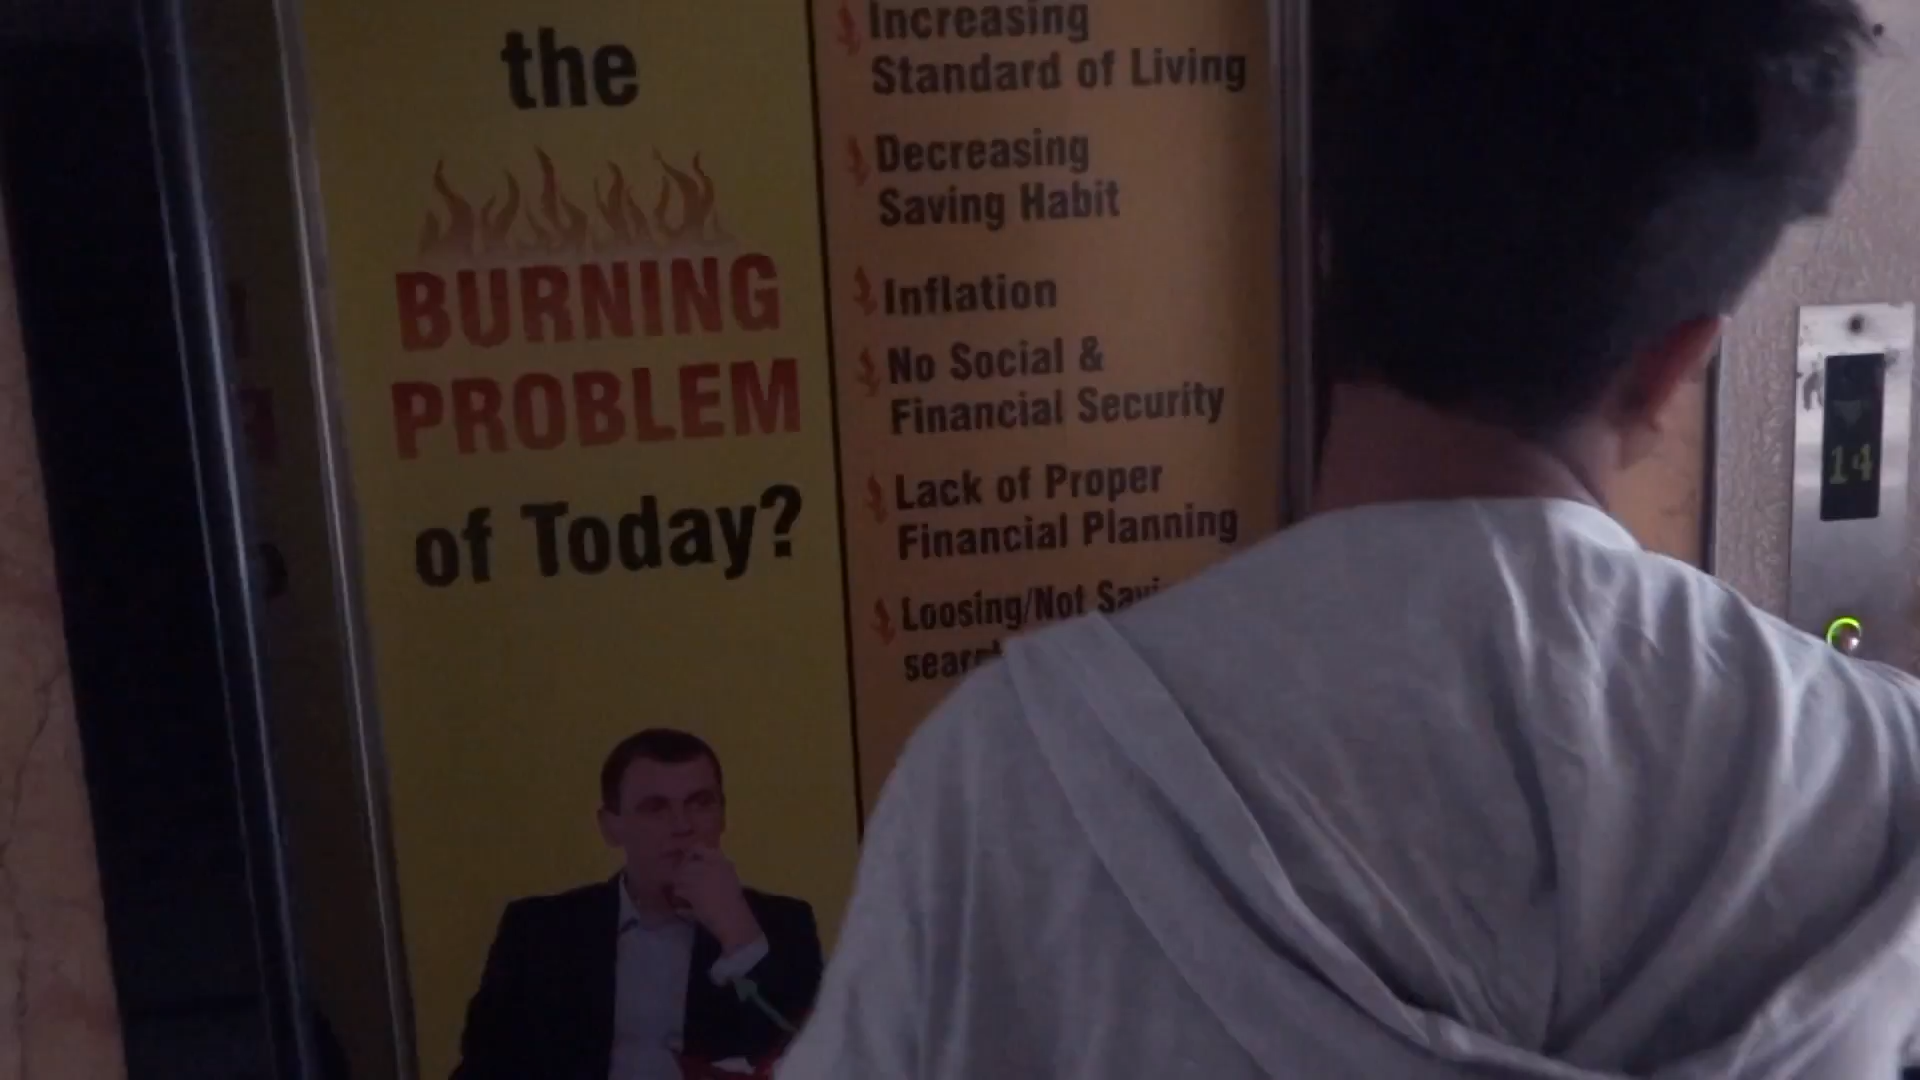 the
BURNING
PROBLEM
of Today?
Increasing
Standard of Living
Decreasing
Saving Habit
Inflation
No Social &
Financial Security
Lack of Proper
Financial Planning
Loosing/Not
14